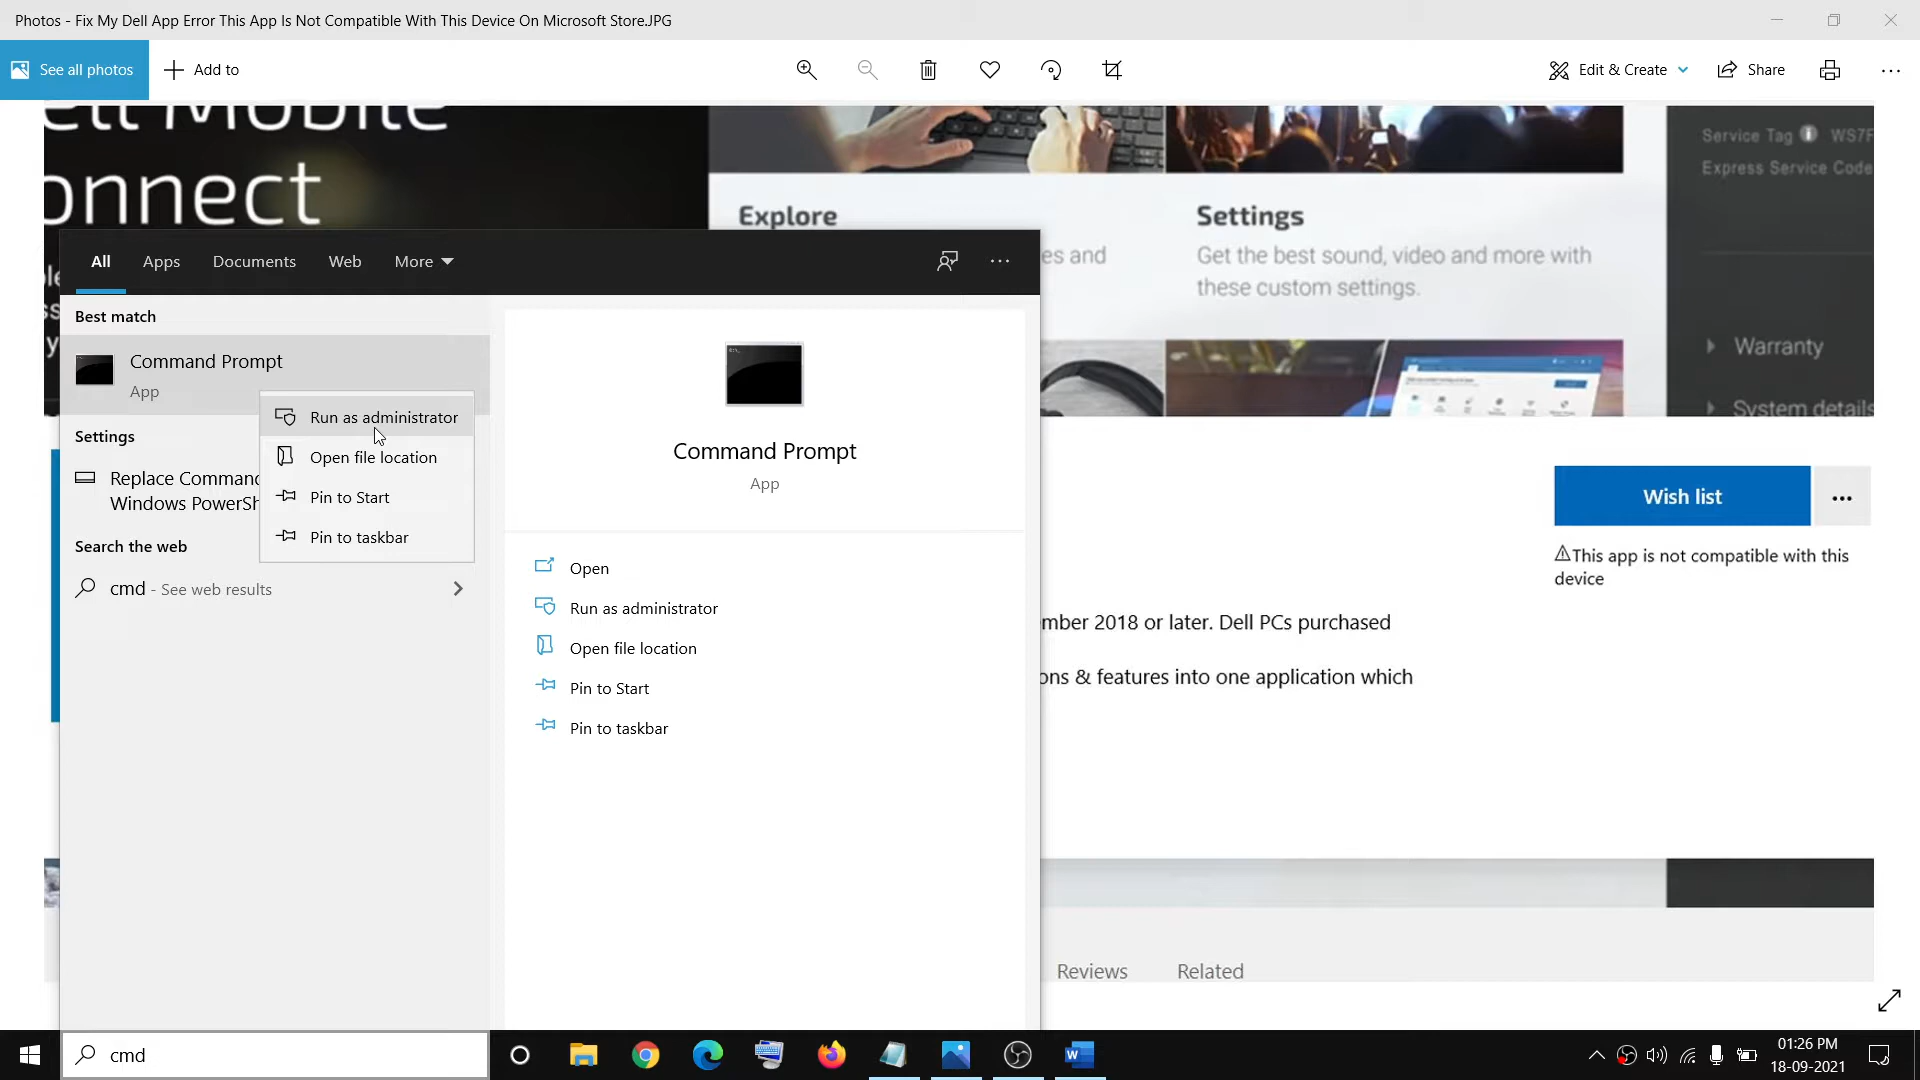 Photos - Fix My Dell App Error This App Is Not Compatible With This Device On Microsoft Store.JPG
See all photos
Add to
Edit & Create
Share
ell Mobile
onnect
Service Tag
WS7F
Express Service Code
Explore
Settings
es and
Get the best sound, video and more with
these custom settings.
Warranty
System details
All
Apps
Documents
Web
More
Best match
Command Prompt
App
Run as administrator
Open file location
Pin to Start
Pin to taskbar
Settings
Replace Command
Windows PowerSh
Search the web
cmd - See web results
Command Prompt
App
Open
Run as administrator
Open file location
Pin to Start
Pin to taskbar
Wish list
This app is not compatible with this
device
mber 2018 or later. Dell PCs purchased
ons & features into one application which
Reviews
Related
cmd
01:26 PM
18-09-2021